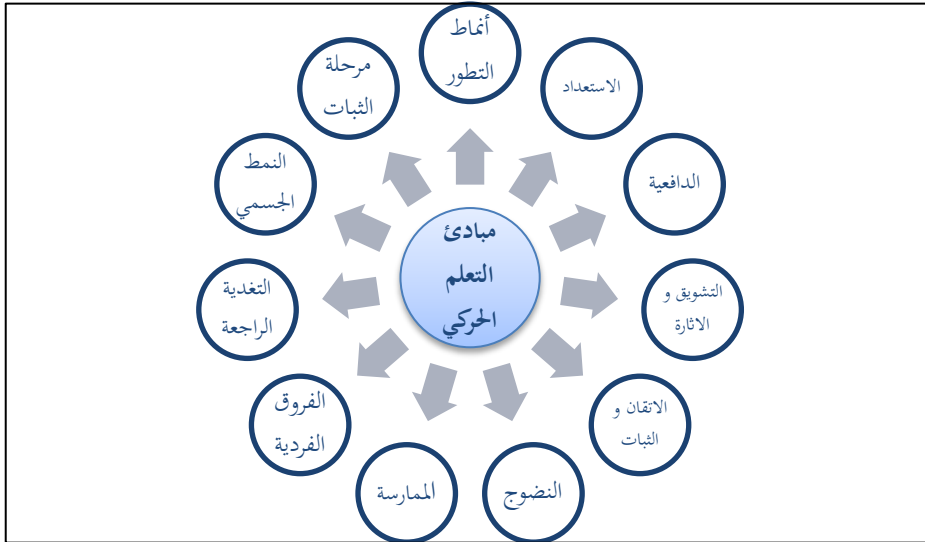 أنماط
التطور
الاستعداد
الدافعية
التشويق و
الاثارة
الاتقان و
الثبات
النضوج
الممارسة
الفروق
الفردية
التغدية
الراجعة
النمط
الجسمي
مرحلة
الثبات
مبادئ
التعلم
الحركي